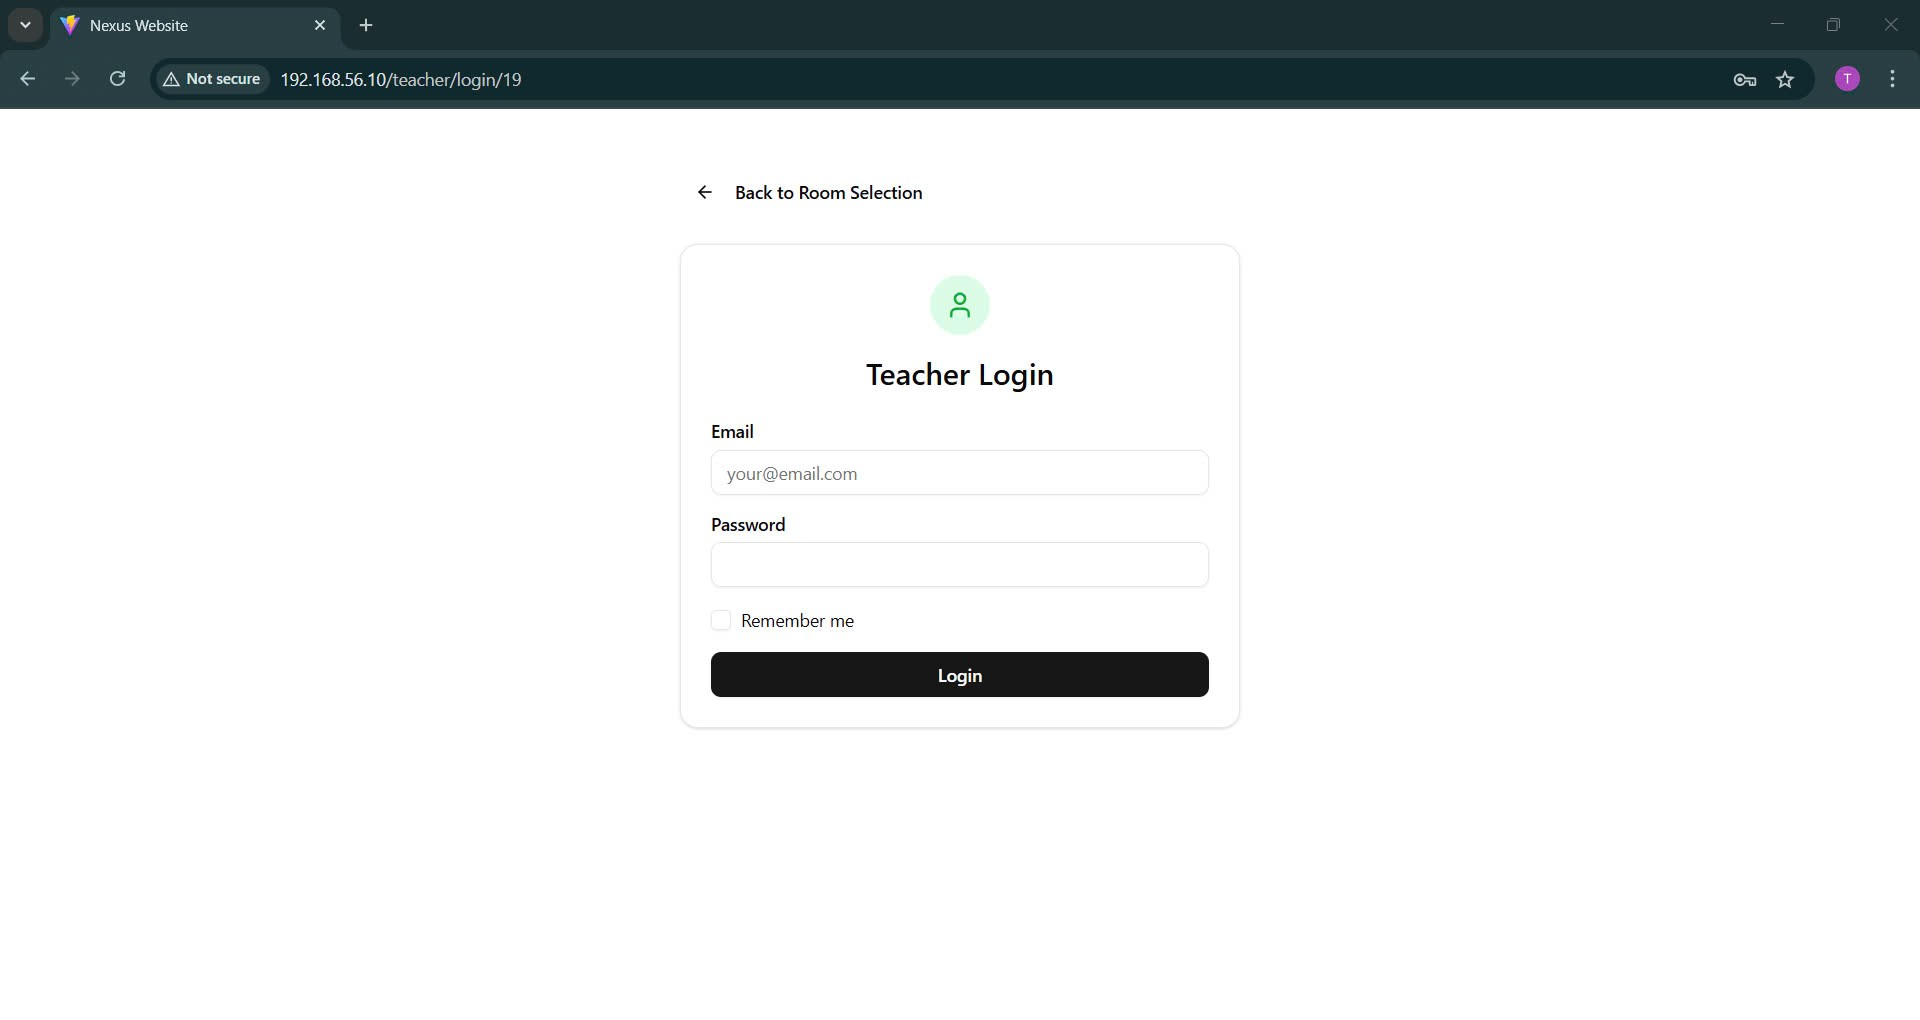 Nexus Website
Not secure
192.168.56.10/teacher/login/19
T
Back to Room Selection
Teacher Login
Email
your@email.com
Password
Remember me
Login